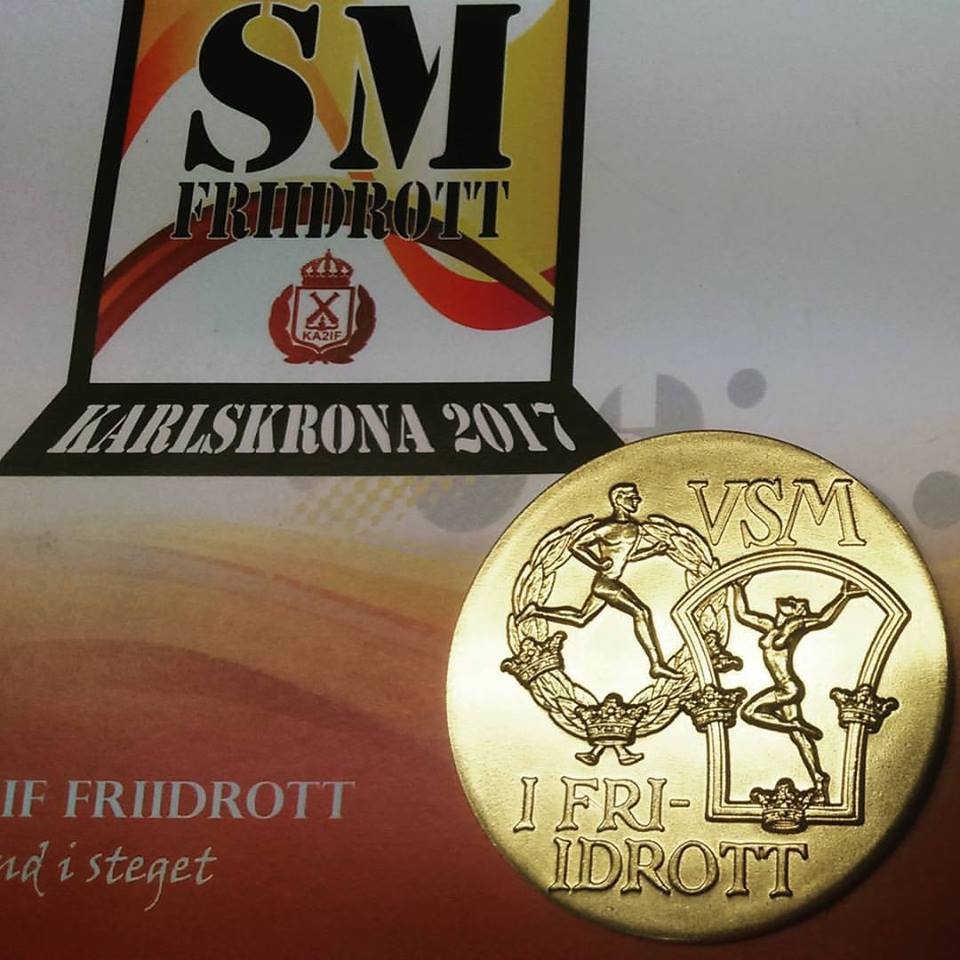 SM
FRIIDROTT
KA2IF
KARLSKRONA 2017
VSM
I FRI-
IDROTT
IF FRIIDROTT
i steget